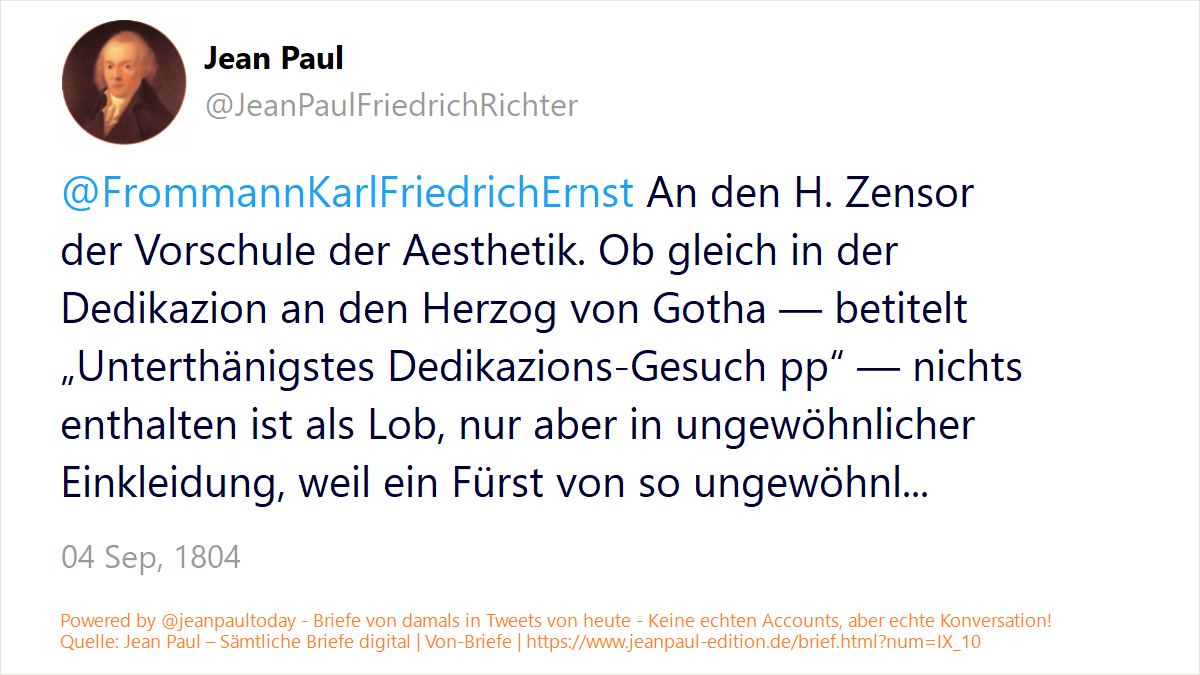 Jean Paul
@JeanPaulFriedrichRichter
@FrommannKarlFriedrichErnst An den H. Zensor
der Vorschule der Aesthetik. Ob gleich in der
Dedikazion an den Herzog von Gotha — betitelt
„Unterthänigstes Dedikazions-Gesuch pp“ — nichts
enthalten ist als Lob, nur aber in ungewöhnlicher
Einkleidung, weil ein Fürst von so ungewöhnl...
04 Sep, 1804
Powered by @jeanpaultoday - Briefe von damals in Tweets von heute - Keine echten Accounts, aber echte Konversation!
Quelle: Jean Paul – Sämtliche Briefe digital | Von-Briefe | https://www.jeanpaul-edition.de/brief.html?num=IX_10